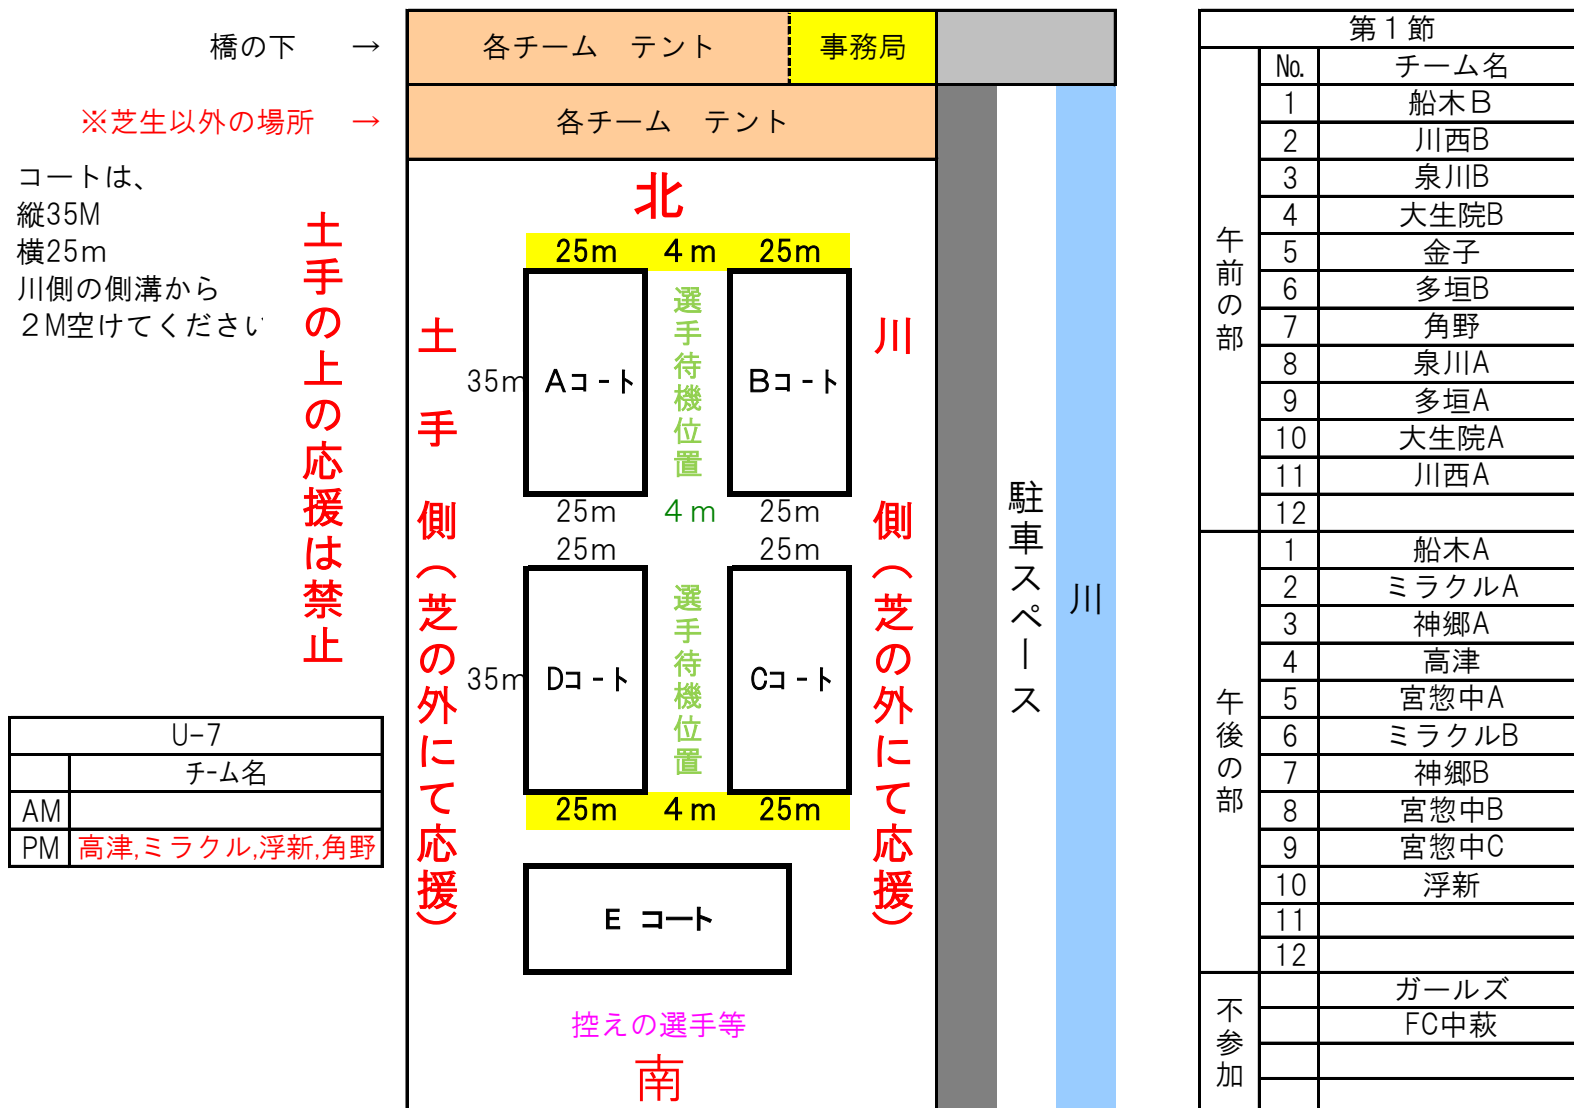 橋の下　→
各チーム　テント
事務局
※芝生以外の場所　→
各チーム　テント
コートは、
縦35M
横25m
川側の側溝から
２M空けてください
土手の上の応援は禁止
北
25m　４m　25m
土手側（芝の外にて応援）
35m
Aコート
選手待機位置
Bコート
川側（芝の外にて応援）
25m　４m　25m
25m　25m
35m
Dコート
選手待機位置
Cコート
25m　４m　25m
E コート
控えの選手等
南
駐車スペース
川
U-7
チーム名
AM
PM 高津,ミラクル,浮新,角野
第１節
午前の部
No. チーム名
1 船木Ｂ
2 川西B
3 泉川B
4 大生院B
5 金子
6 多垣B
7 角野
8 泉川A
9 多垣A
10 大生院A
11 川西A
12
午後の部
1 船木A
2 ミラクルA
3 神郷A
4 高津
5 宮惣中A
6 ミラクルB
7 神郷B
8 宮惣中B
9 宮惣中C
10 浮新
11
12
不参加
ガールズ
FC中萩